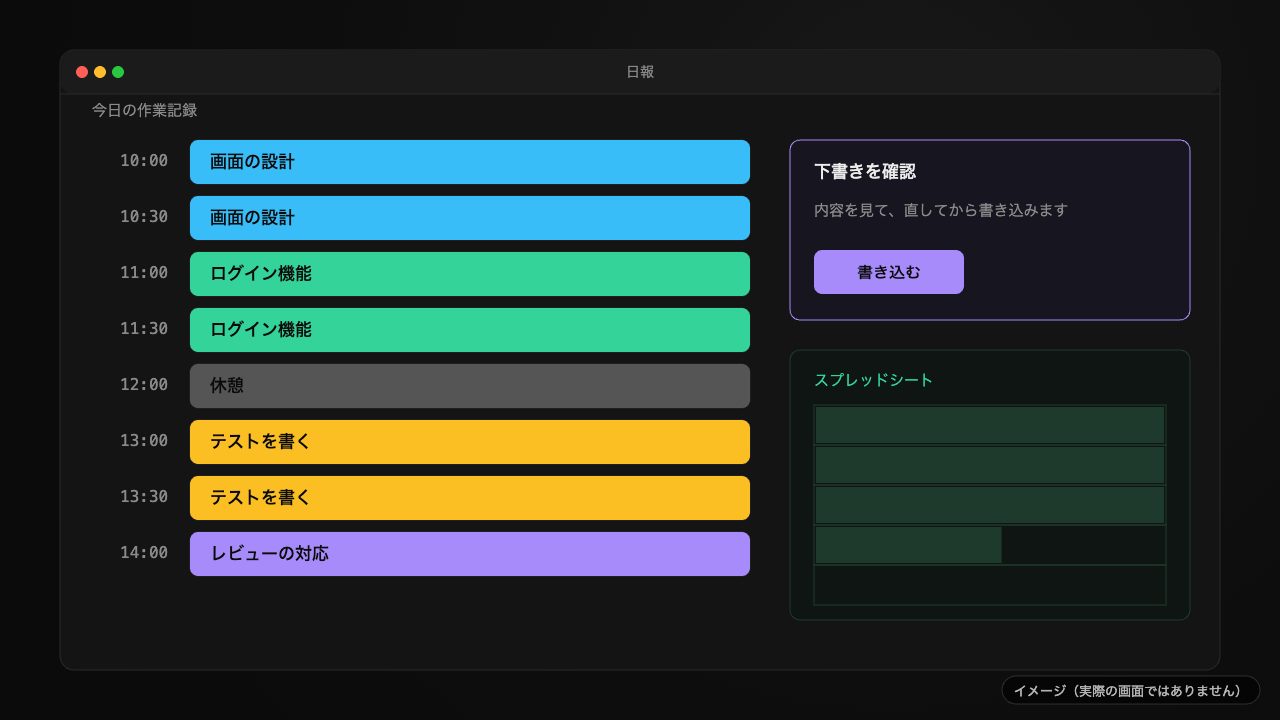 日報
今日の作業記録
10:00 画面の設計
10:30 画面の設計
11:00 ログイン機能
11:30 ログイン機能
12:00 休憩
13:00 テストを書く
13:30 テストを書く
14:00 レビューの対応
下書きを確認
内容を見て、直してから書き込みます
書き込む
スプレッドシート
イメージ（実際の画面ではありません）